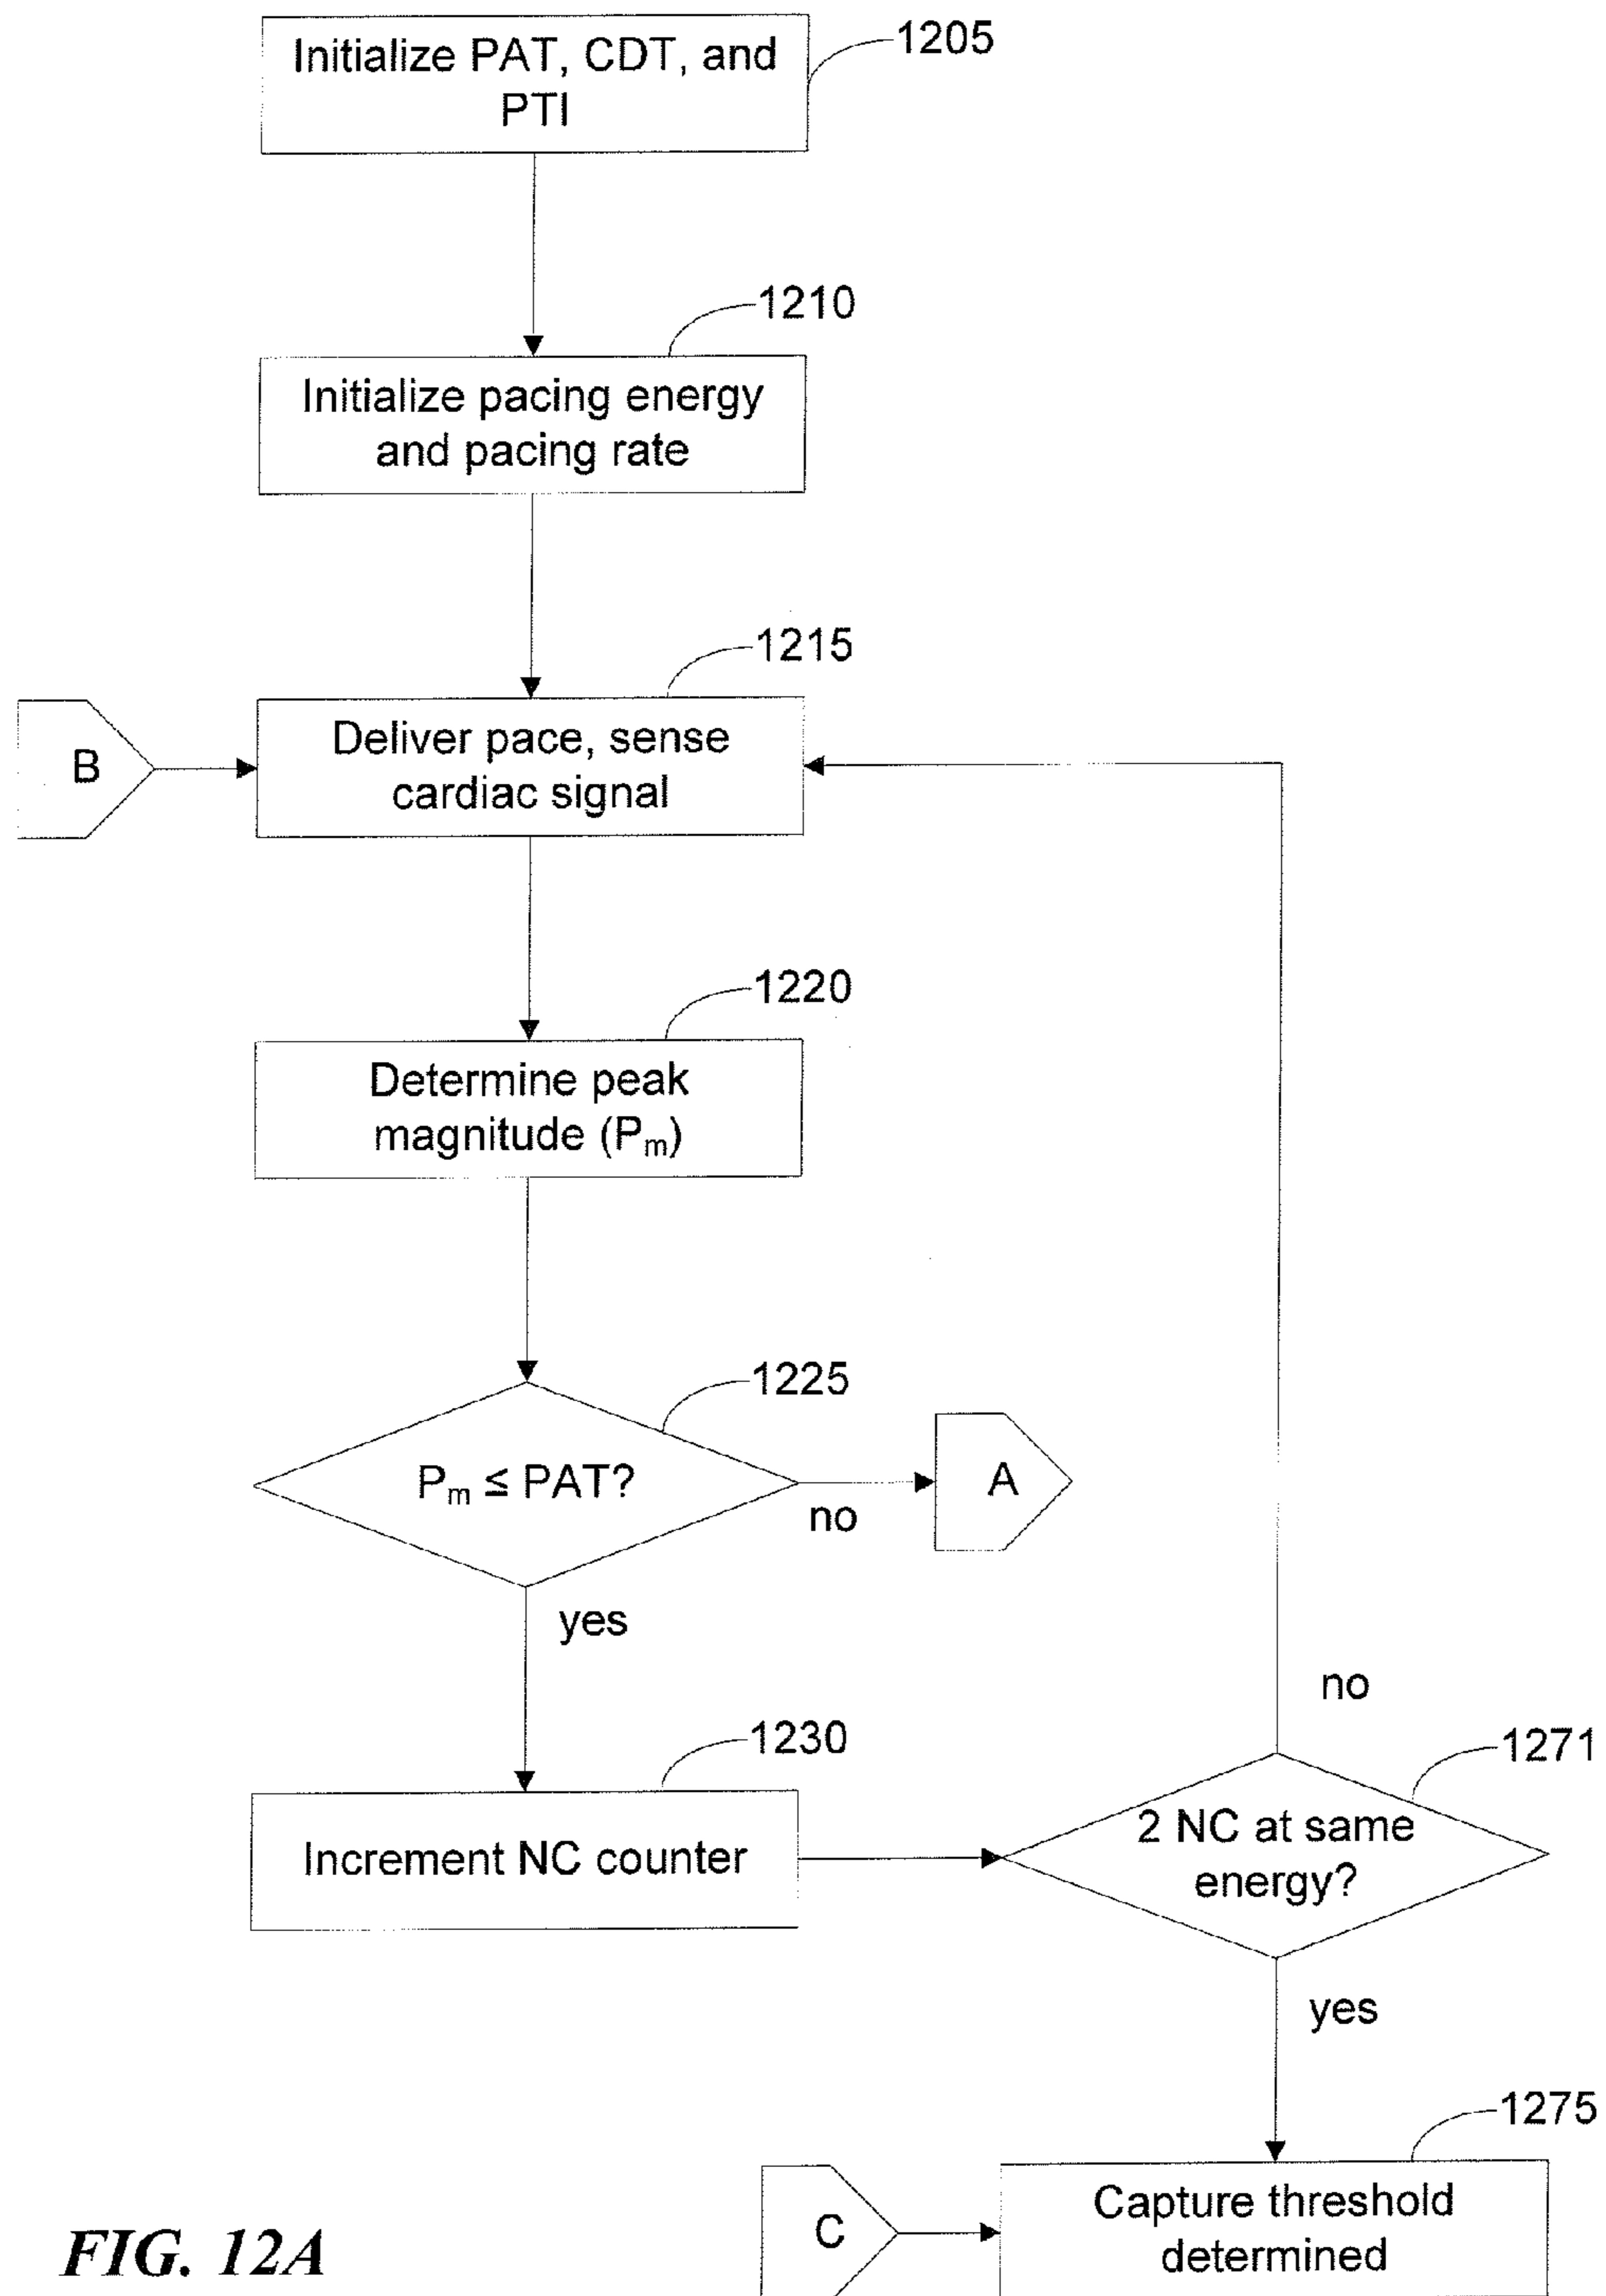 Initialize PAT, CDT, and
PTI
1205
1210
Initialize pacing energy
and pacing rate
1215
B
Deliver pace, sense
cardiac signal
1220
Determine peak
magnitude (Pm)
1225
Pm ≤ PAT?
no
A
yes
no
1230
1271
Increment NC counter
2 NC at same
energy?
yes
1275
C
Capture threshold
determined
FIG. 12A